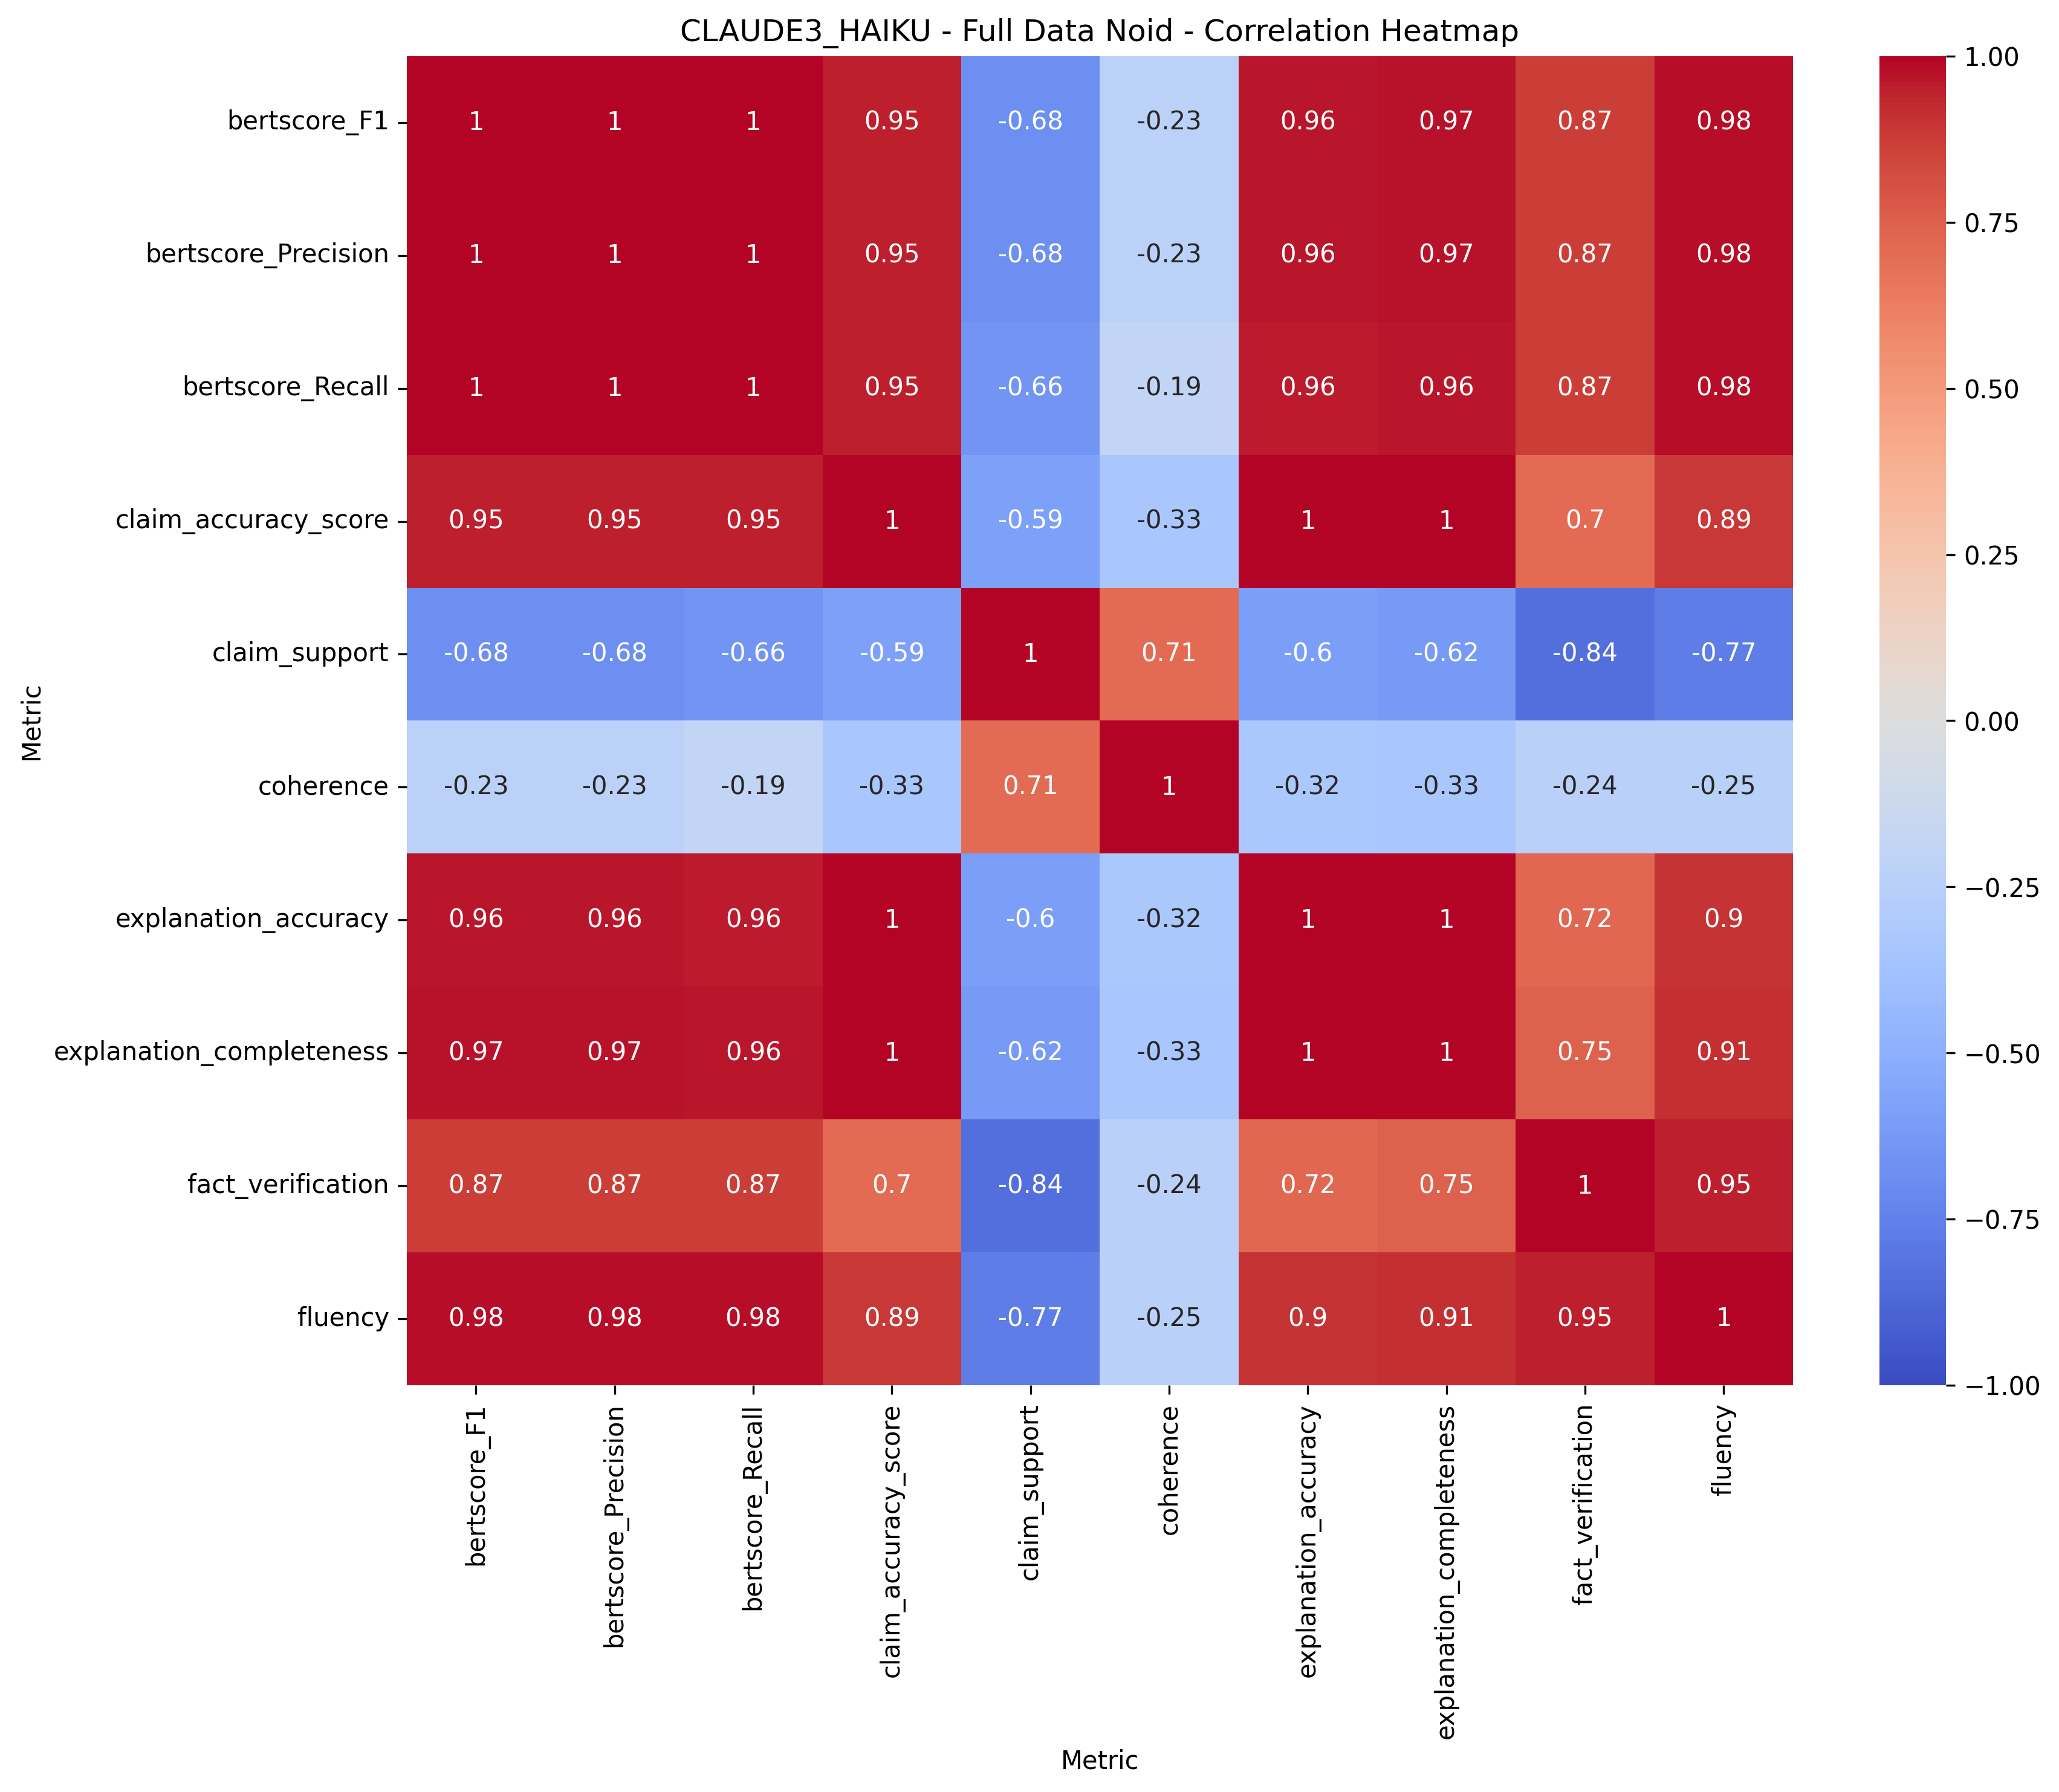 CLAUDE3_HAIKU - Full Data Noid - Correlation Heatmap
bertscore_F1 1 1 1 0.95 -0.68 -0.23 0.96 0.97 0.87 0.98
bertscore_Precision 1 1 1 0.95 -0.68 -0.23 0.96 0.97 0.87 0.98
bertscore_Recall 1 1 1 0.95 -0.66 -0.19 0.96 0.96 0.87 0.98
claim_accuracy_score 0.95 0.95 0.95 1 -0.59 -0.33 1 1 0.7 0.89
claim_support -0.68 -0.68 -0.66 -0.59 1 0.71 -0.6 -0.62 -0.84 -0.77
coherence -0.23 -0.23 -0.19 -0.33 0.71 1 -0.32 -0.33 -0.24 -0.25
explanation_accuracy 0.96 0.96 0.96 1 -0.6 -0.32 1 1 0.72 0.9
explanation_completeness 0.97 0.97 0.96 1 -0.62 -0.33 1 1 0.75 0.91
fact_verification 0.87 0.87 0.87 0.7 -0.84 -0.24 0.72 0.75 1 0.95
fluency 0.98 0.98 0.98 0.89 -0.77 -0.25 0.9 0.91 0.95 1
Metric
bertscore_F1
bertscore_Precision
bertscore_Recall
claim_accuracy_score
claim_support
coherence
explanation_accuracy
explanation_completeness
fact_verification
fluency
Metric
1.00
0.75
0.50
0.25
0.00
−0.25
−0.50
−0.75
−1.00